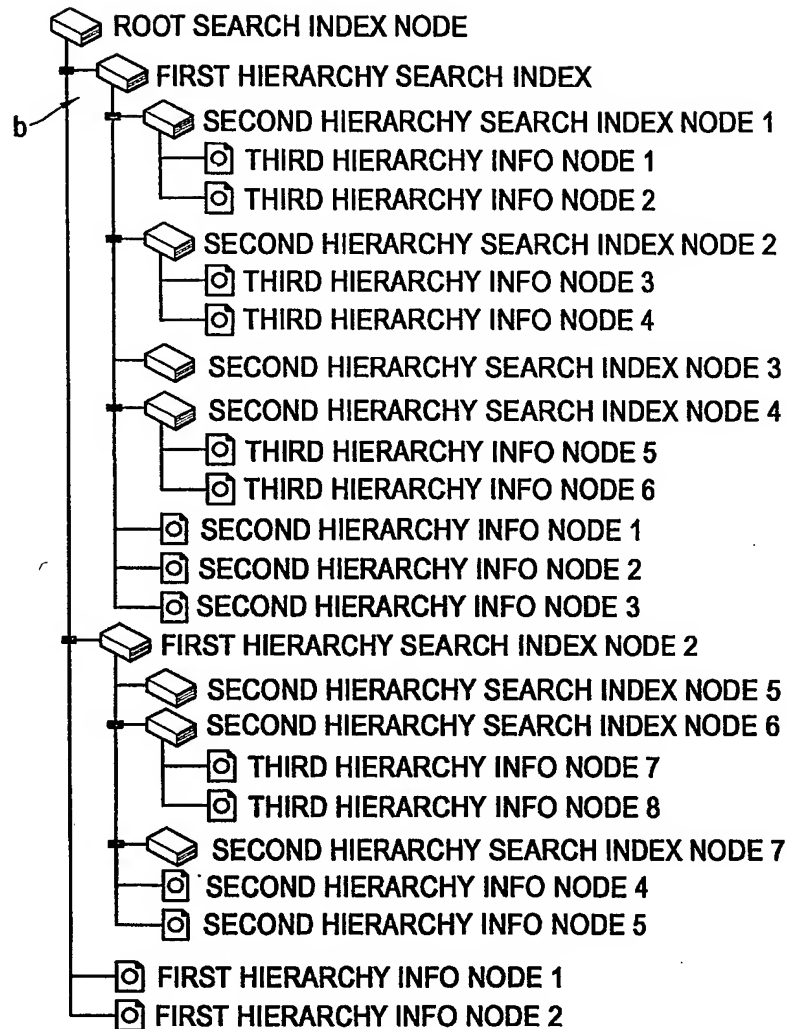 ROOT SEARCH INDEX NODE
FIRST HIERARCHY SEARCH INDEX
b
SECOND HIERARCHY SEARCH INDEX NODE 1
THIRD HIERARCHY INFO NODE 1
THIRD HIERARCHY INFO NODE 2
SECOND HIERARCHY SEARCH INDEX NODE 2
THIRD HIERARCHY INFO NODE 3
THIRD HIERARCHY INFO NODE 4
SECOND HIERARCHY SEARCH INDEX NODE 3
SECOND HIERARCHY SEARCH INDEX NODE 4
THIRD HIERARCHY INFO NODE 5
THIRD HIERARCHY INFO NODE 6
SECOND HIERARCHY INFO NODE 1
SECOND HIERARCHY INFO NODE 2
SECOND HIERARCHY INFO NODE 3
FIRST HIERARCHY SEARCH INDEX NODE 2
SECOND HIERARCHY SEARCH INDEX NODE 5
SECOND HIERARCHY SEARCH INDEX NODE 6
THIRD HIERARCHY INFO NODE 7
THIRD HIERARCHY INFO NODE 8
SECOND HIERARCHY SEARCH INDEX NODE 7
SECOND HIERARCHY INFO NODE 4
SECOND HIERARCHY INFO NODE 5
FIRST HIERARCHY INFO NODE 1
FIRST HIERARCHY INFO NODE 2